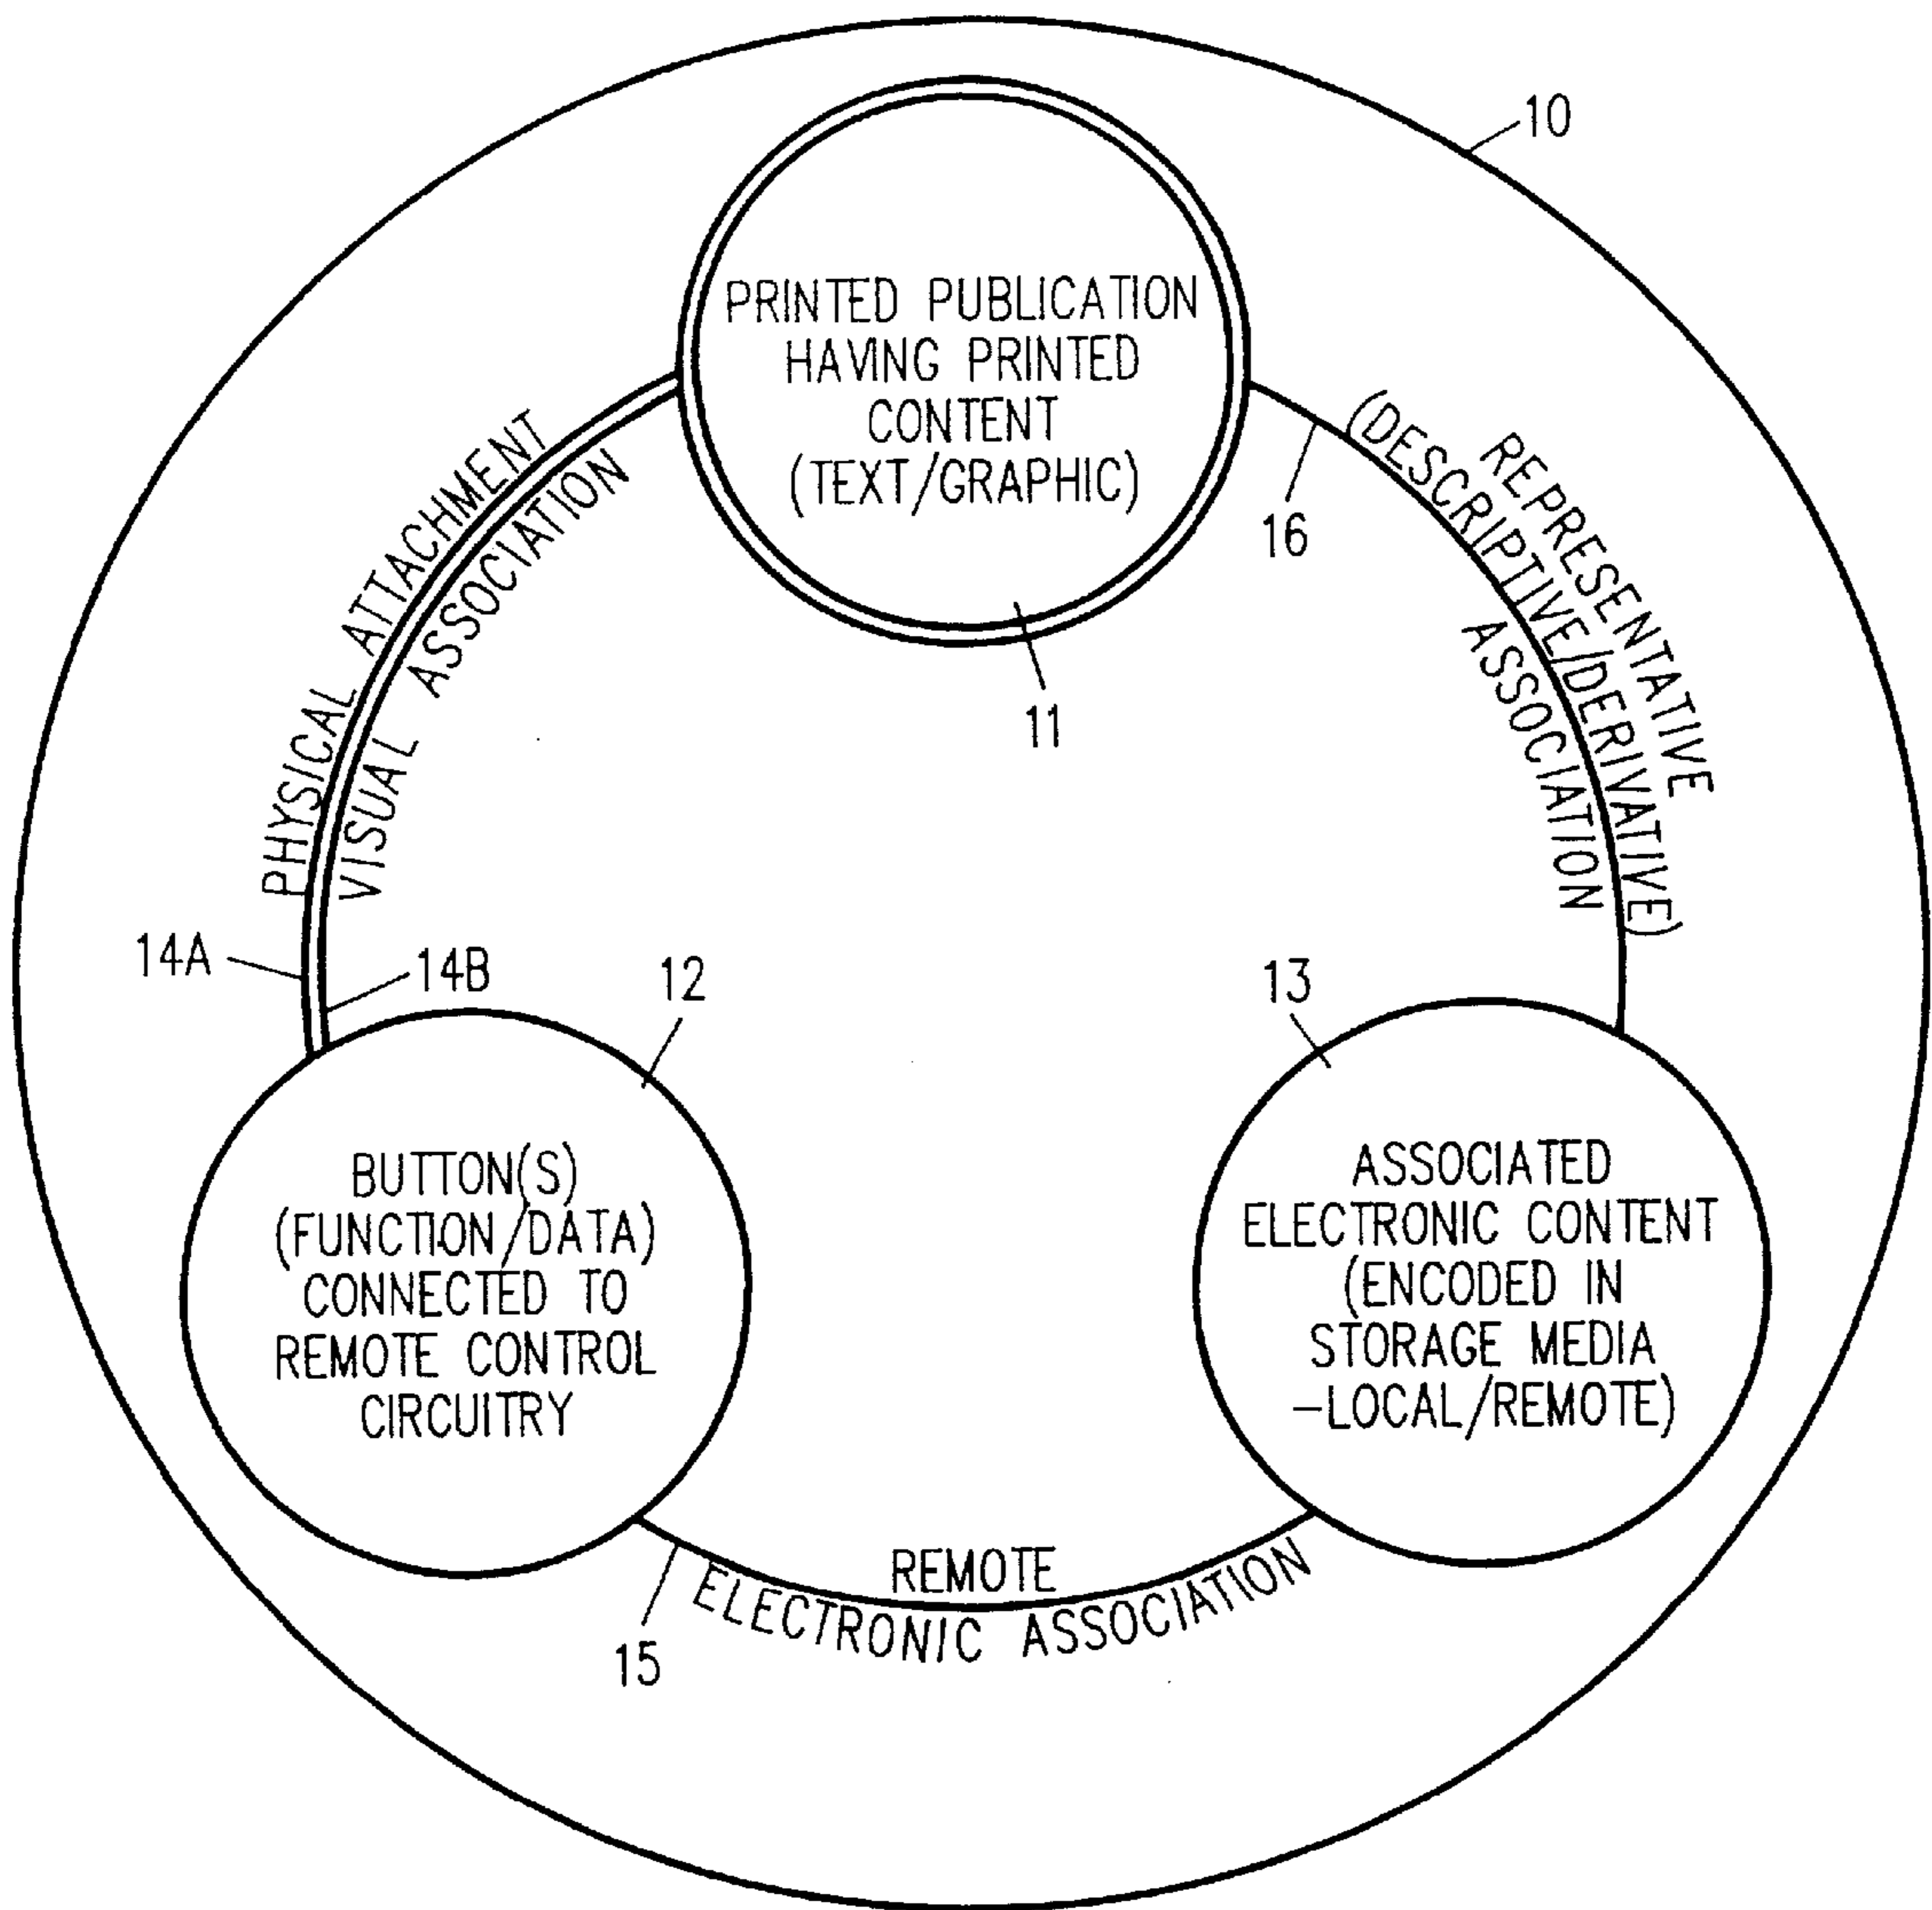 10
PRINTED PUBLICATION
HAVING PRINTED
CONTENT
(TEXT/GRAPHIC)
11
16
PHYSICAL ATTACHMENT
VISUAL ASSOCIATION
REPRESENTATIVE
(DESCRIPTIVE/DERIVATIVE)
ASSOCIATION
14A
14B
12
13
BUTTON(S)
(FUNCTION/DATA)
CONNECTED TO
REMOTE CONTROL
CIRCUITRY
ASSOCIATED
ELECTRONIC CONTENT
(ENCODED IN
STORAGE MEDIA
-LOCAL/REMOTE)
REMOTE
ELECTRONIC ASSOCIATION
15